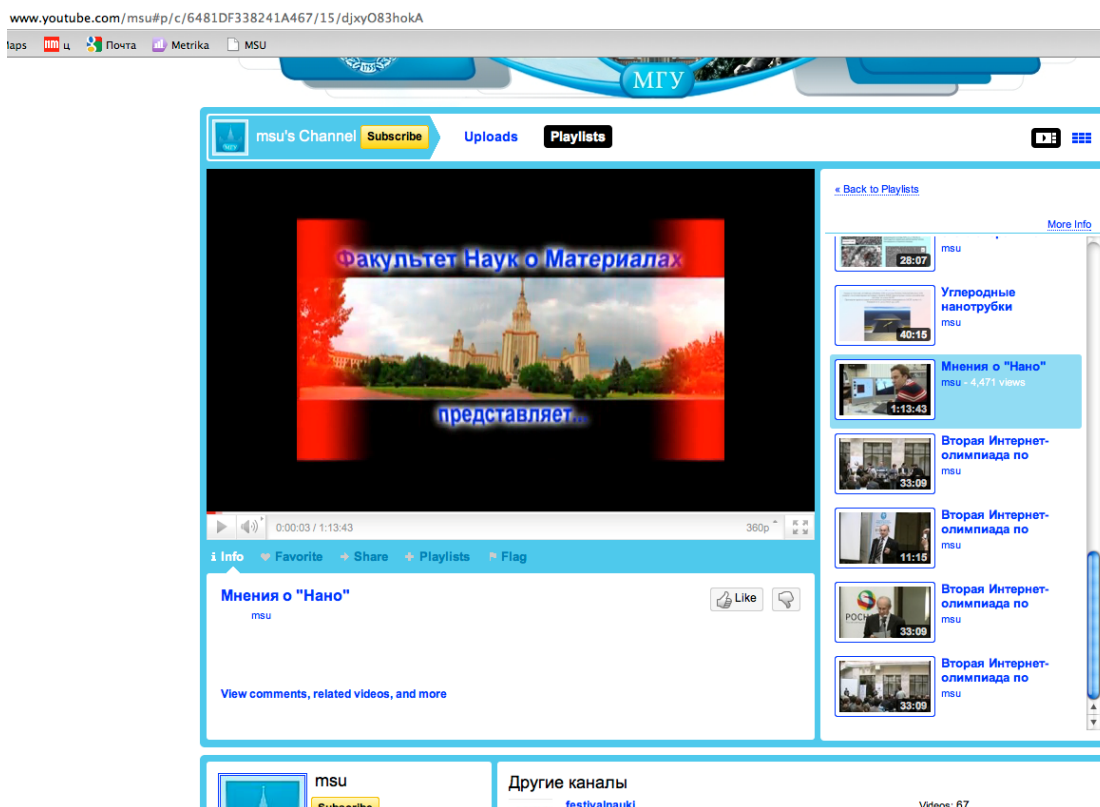 www.youtube.com/msu#p/c/6481DF338241A467/15/djxyO83hokA
ц Почта Metrika MSU
1755
МГУ
msu's Channel Subscribe Uploads Playlists
« Back to Playlists
More Info
msu
28:07
Углеродные
нанотрубки
msu
40:15
Мнения о "Нано"
msu - 4,471 views
1:13:43
Вторая Интернет-
олимпиада по
msu
33:09
Вторая Интернет-
олимпиада по
msu
11:15
Вторая Интернет-
олимпиада по
msu
33:09
Вторая Интернет-
олимпиада по
msu
33:09
Факультет Наук о Материалах
представляет...
0:00:03 / 1:13:43 360p
Info Favorite Share Playlists Flag
Мнения о "Нано"
Like
msu
View comments, related videos, and more
msu
Subscribe
Другие каналы
festivalnauki
Videos: 67